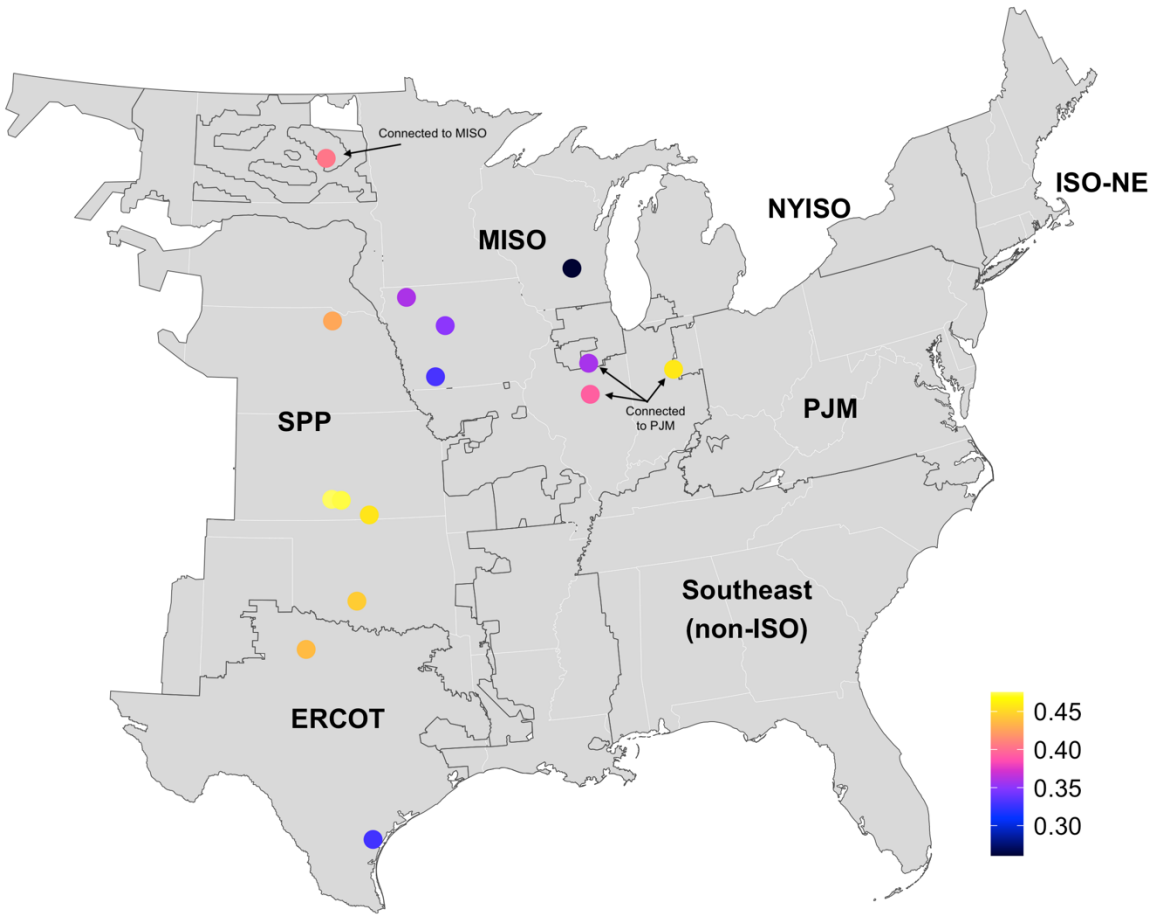 Connected to MISO
ISO-NE
NYISO
MISO
SPP
PJM
Connected
to PJM
Southeast
(non-ISO)
ERCOT
0.45
0.40
0.35
0.30